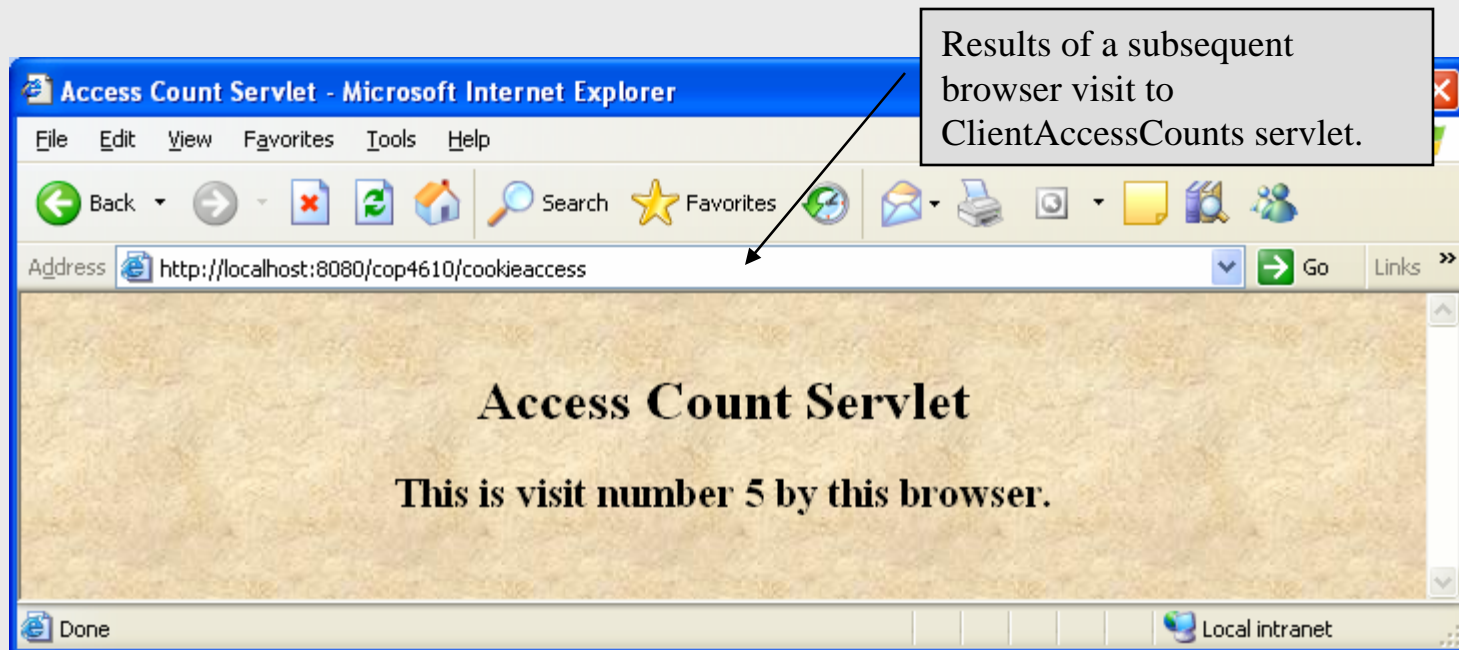 Results of a subsequent
browser visit to
ClientAccessCounts servlet.
Access Count Servlet - Microsoft Internet Explorer
File Edit View Favorites Tools Help
Back Search Favorites
Address http://localhost:8080/cop4610/cookieaccess Go Links »
Access Count Servlet
This is visit number 5 by this browser.
Done Local intranet